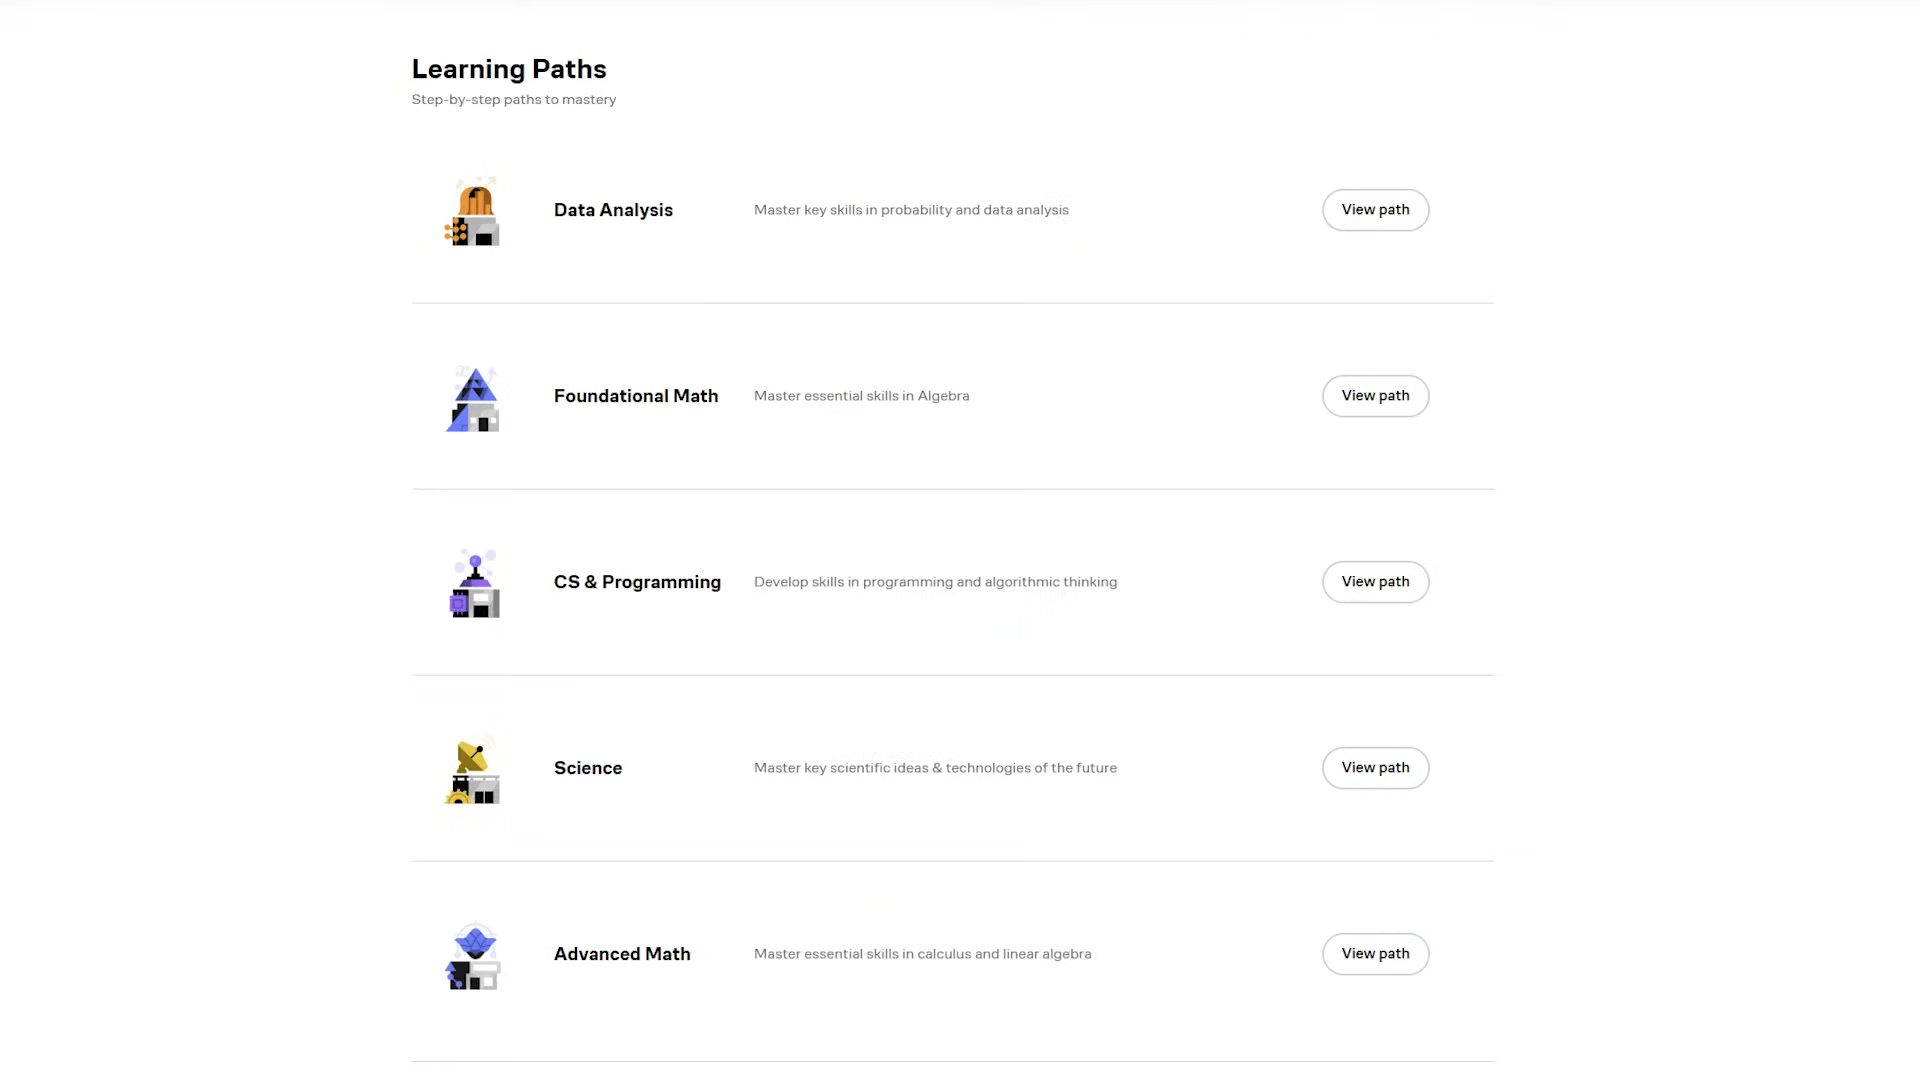 Learning Paths
Step-by-step paths to mastery
Data Analysis
Master key skills in probability and data analysis
View path
Foundational Math
Master essential skills in Algebra
View path
CS & Programming
Develop skills in programming and algorithmic thinking
View path
Science
Master key scientific ideas & technologies of the future
View path
Advanced Math
Master essential skills in calculus and linear algebra
View path